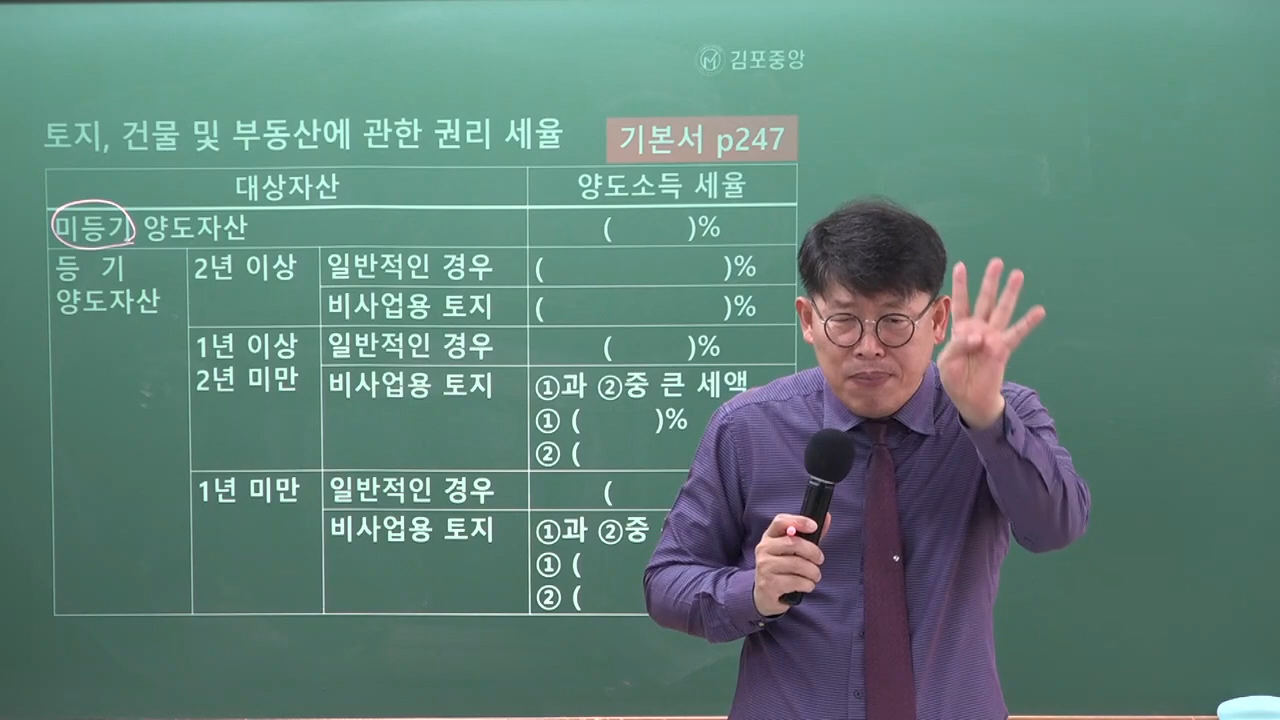 김포중앙
토지, 건물 및 부동산에 관한 권리 세율
기본서 p247
대상자산
양도소득 세율
미등기 양도자산
( )%
등 기
양도자산
2년 이상
일반적인 경우
( )%
비사업용 토지
( )%
1년 이상
2년 미만
일반적인 경우
( )%
비사업용 토지
①과 ②중 큰 세액
① ( )%
② (
1년 미만
일반적인 경우
(
비사업용 토지
①과 ②중
① (
② (